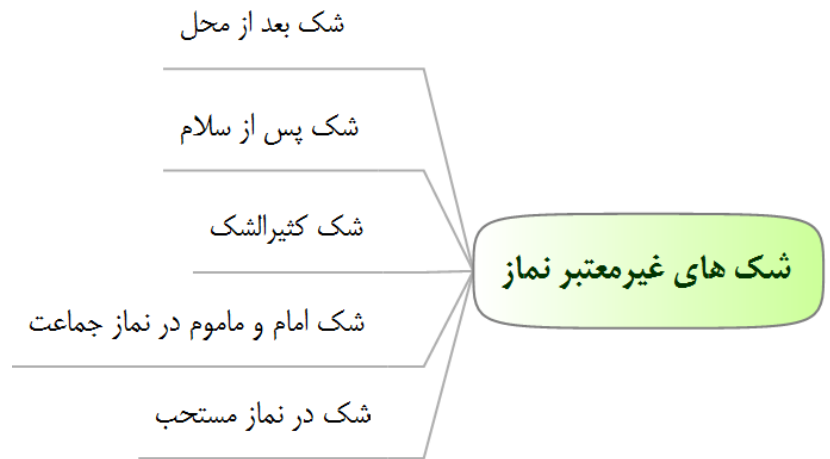 شک های غیرمعتبر نماز
شک بعد از محل
شک پس از سلام
شک کثیرالشک
شک امام و ماموم در نماز جماعت
شک در نماز مستحب